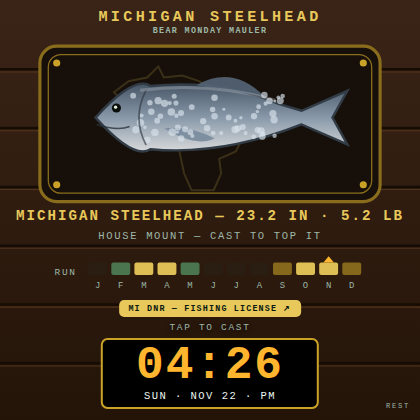 MICHIGAN STEELHEAD
BEAR MONDAY MAULER
MICHIGAN STEELHEAD — 23.2 IN · 5.2 LB
HOUSE MOUNT — CAST TO TOP IT
RUN
J F M A M J J A S O N D
MI DNR — FISHING LICENSE ↗
TAP TO CAST
04:26
SUN · NOV 22 · PM
REST